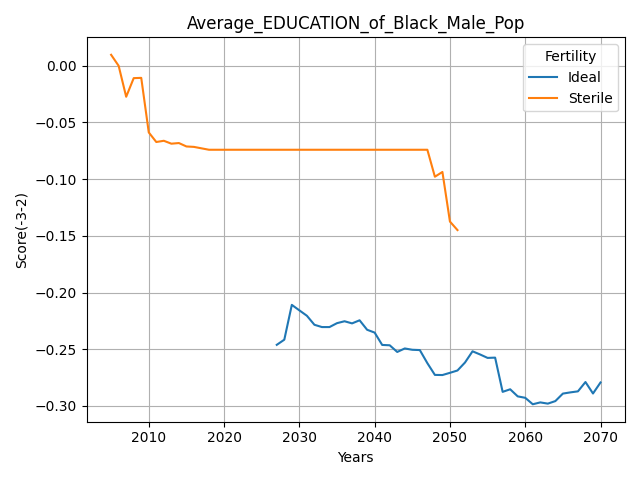 Average_EDUCATION_of_Black_Male_Pop
Fertility
Ideal
Sterile
Score(-3-2)
0.00
−0.05
−0.10
−0.15
−0.20
−0.25
−0.30
2010 2020 2030 2040 2050 2060 2070
Years